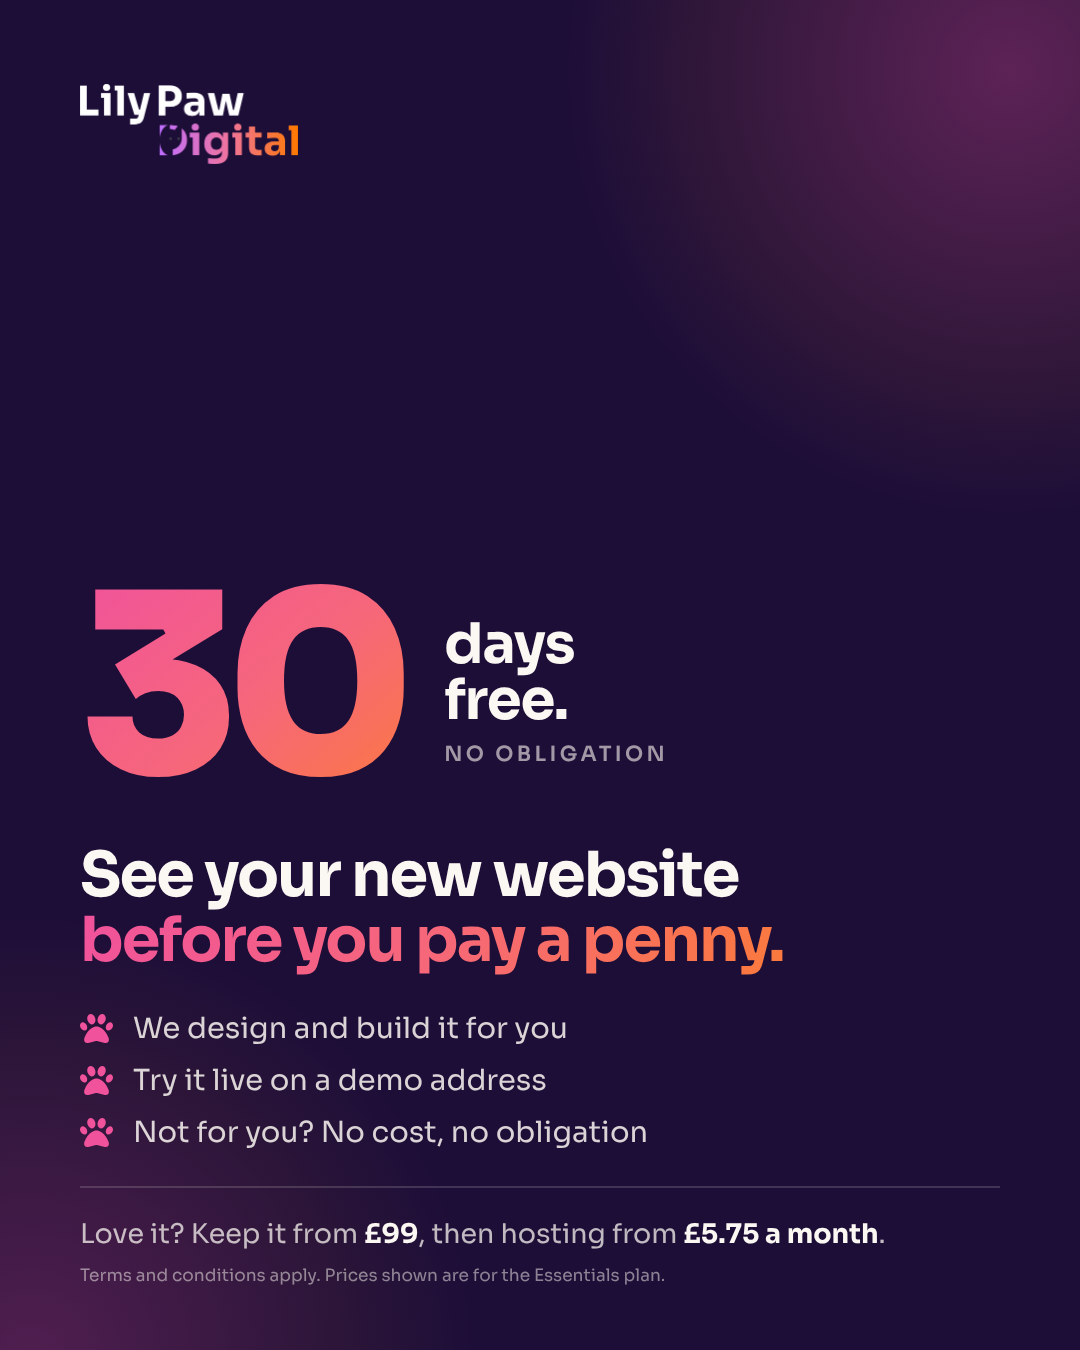 Lily Paw
Digital
30
days
free.
NO OBLIGATION
See your new website
before you pay a penny.
We design and build it for you
Try it live on a demo address
Not for you? No cost, no obligation
Love it? Keep it from £99, then hosting from £5.75 a month.
Terms and conditions apply. Prices shown are for the Essentials plan.